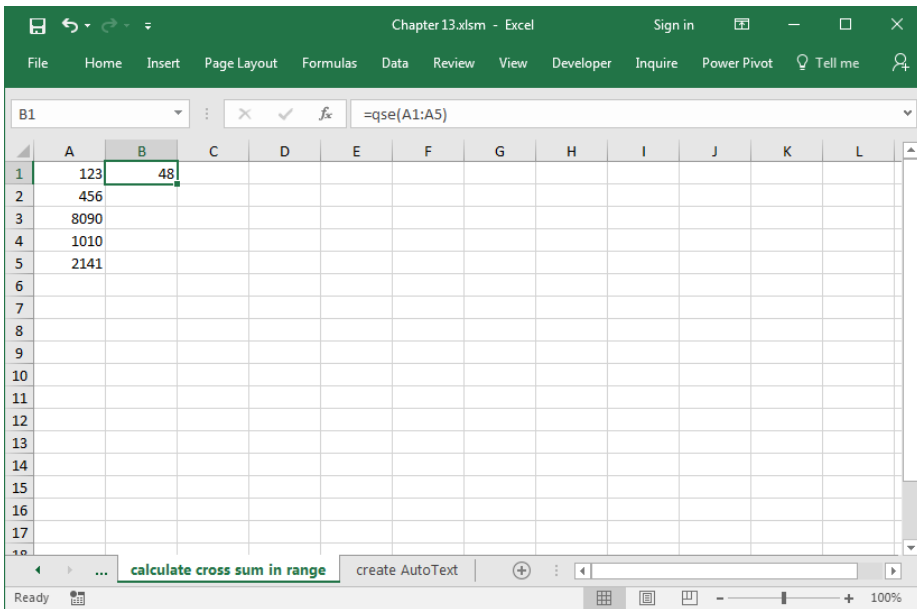 Chapter 13.xlsm - Excel Sign in
File Home Insert Page Layout Formulas Data Review View Developer Inquire Power Pivot Tell me
B1 fx =qse(A1:A5)
A B C D E F G H I J K L
1 123 48
2 456
3 8090
4 1010
5 2141
6
7
8
9
10
11
12
13
14
15
16
17
18
... calculate cross sum in range create AutoText
Ready 100%